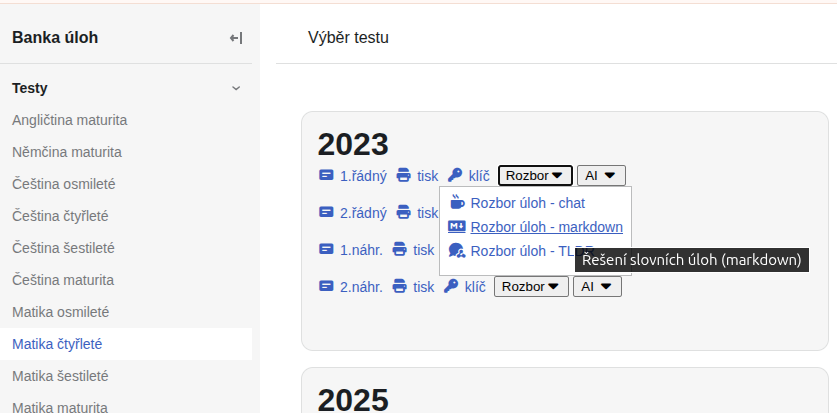 Banka úloh
Výběr testu
Testy
Angličtina maturita
Němčina maturita
Čeština osmileté
Čeština čtyřleté
Čeština šestileté
Čeština maturita
Matika osmileté
Matika čtyřleté
Matika šestileté
Matika maturita
2023
1.řádný tisk klíč Rozbor AI
Rozbor úloh - chat
2.řádný tisk
Rozbor úloh - markdown
1.náhr. tisk
Rozbor úloh -
Řešení slovních úloh (markdown)
2.náhr. tisk klíč Rozbor AI
2025